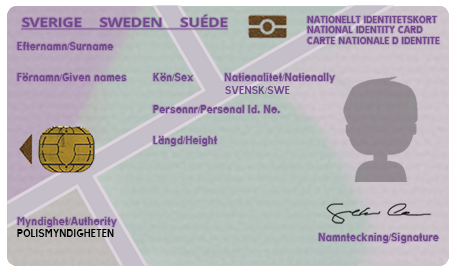 SVERIGE SWEDEN SUÉDE
NATIONELLT IDENTITETSKORT
NATIONAL IDENTITY CARD
CARTE NATIONALE D IDENTITE
Efternamn/Surname
Förnamn/Given names Kön/Sex Nationalitet/Nationally
SVENSK/SWE
Personnr/Personal Id. No.
Längd/Height
Myndighet/Authority
POLISMYNDIGHETEN
Namnteckning/Signature